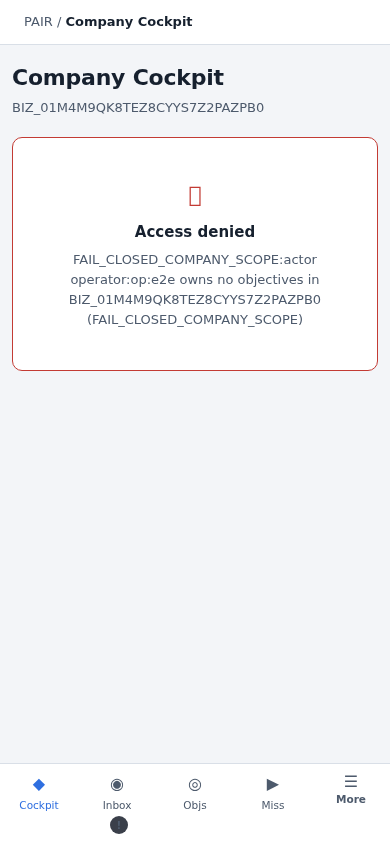 PAIR / Company Cockpit
Company Cockpit
BIZ_01M4M9QK8TEZ8CYYS7Z2PAZPB0
Access denied
FAIL_CLOSED_COMPANY_SCOPE:actor
operator:op:e2e owns no objectives in
BIZ_01M4M9QK8TEZ8CYYS7Z2PAZPB0
(FAIL_CLOSED_COMPANY_SCOPE)
Cockpit
Inbox
Objs
Miss
More